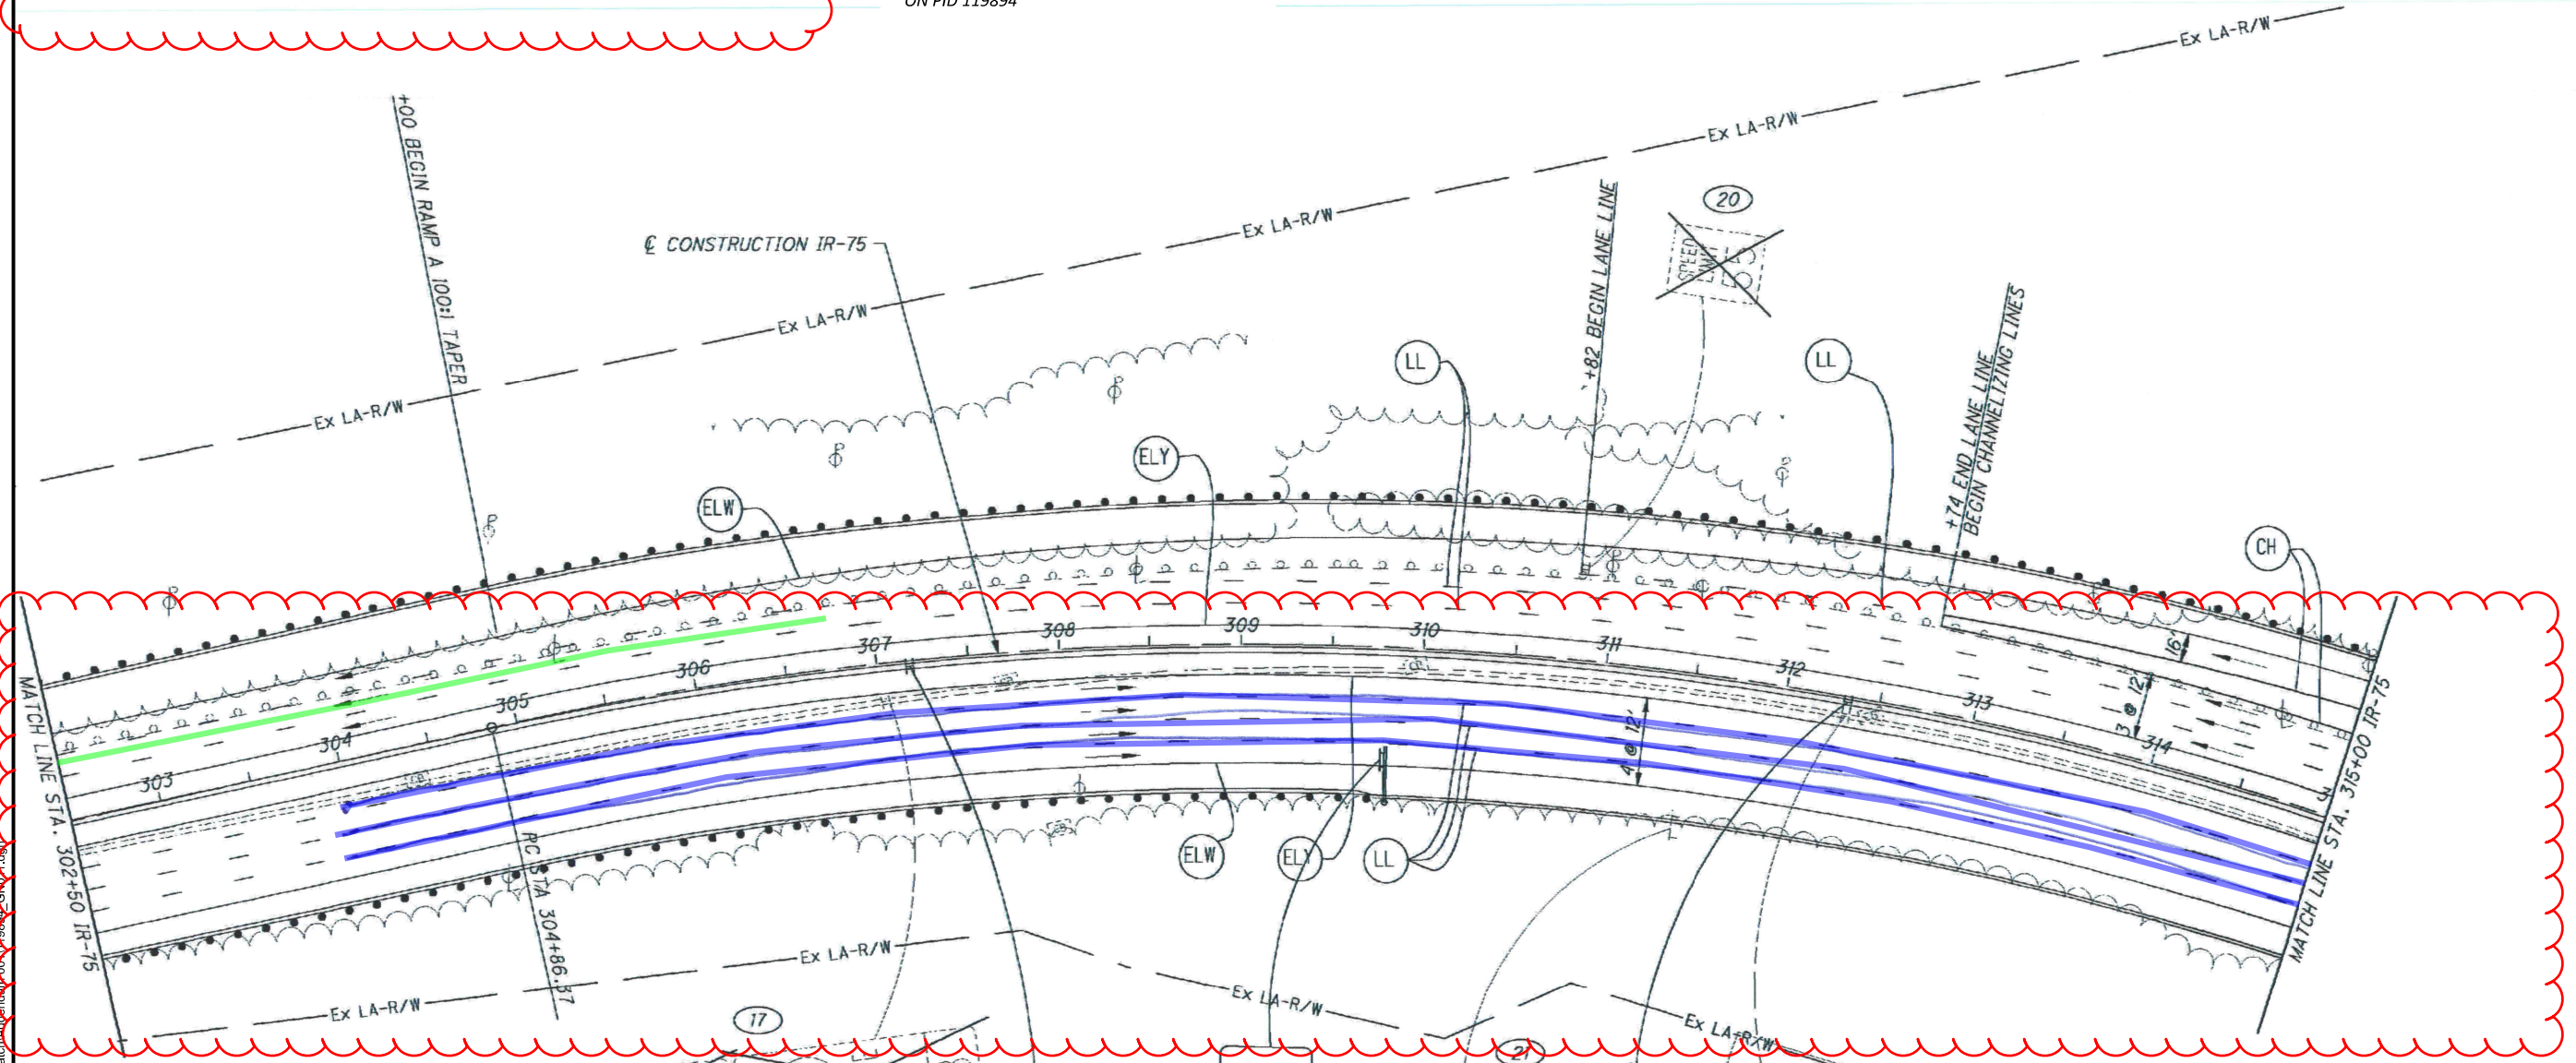 ON PID 119894
Ex LA-R/W
Ex LA-R/W
+00 BEGIN RAMP A 100:1 TAPER
℄ CONSTRUCTION IR-75
Ex LA-R/W
+82 BEGIN LANE LINE
20
SPEED
LIMIT
Ex LA-R/W
Ex LA-R/W
LL
LL
+74 END LANE LINE
BEGIN CHANNELIZING LINES
ELY
ELW
CH
MATCH LINE STA. 302+50 IR-75
303
304
305
306
307
308
309
310
311
312
313
314
16'
3 @ 12'
4 @ 12'
MATCH LINE STA. 315+00 IR-75
PC STA 304+86.37
ELW
ELY
LL
Ex LA-R/W
Ex LA-R/W
Ex LA-R/W
Ex LA-R/W
17
21